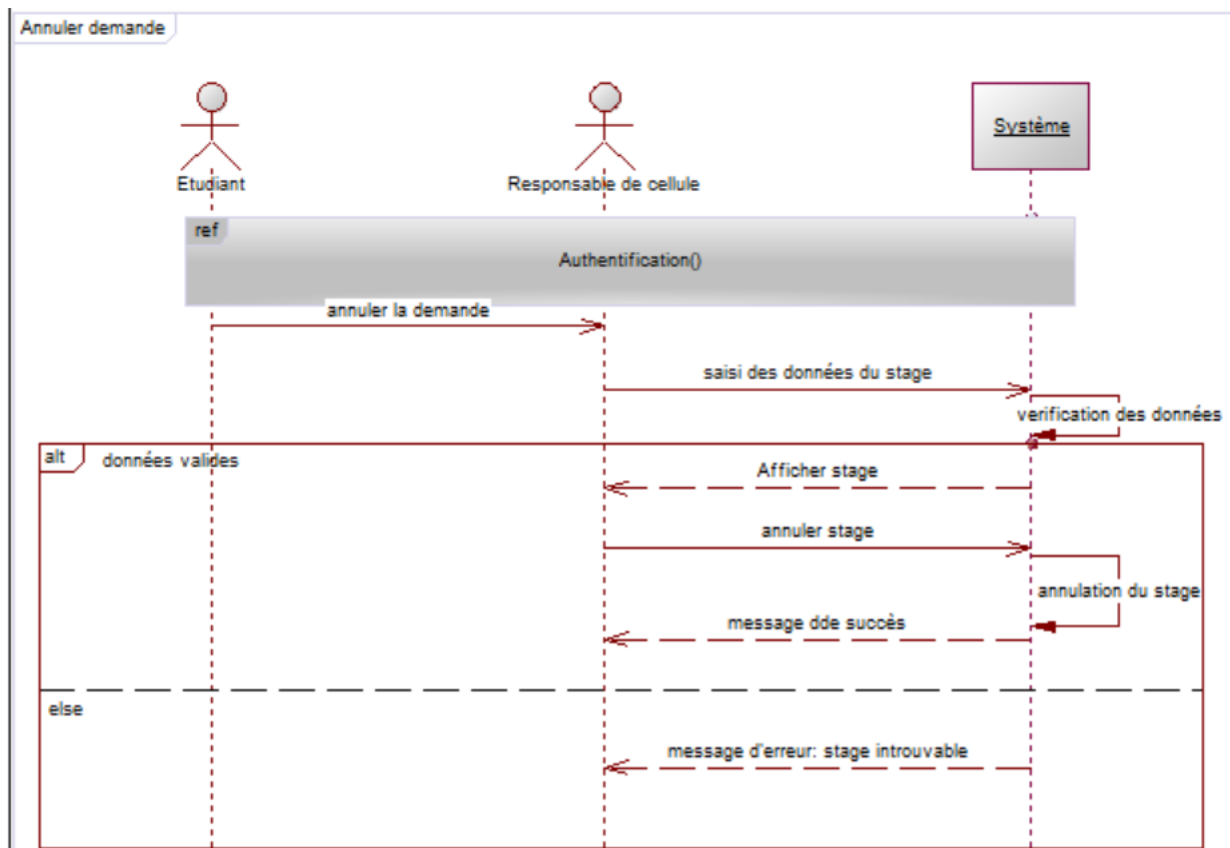 Annuler demande
Système
Etudiant
Responsable de cellule
ref
Authentification()
annuler la demande
saisi des données du stage
verification des données
alt
données valides
Afficher stage
annuler stage
annulation du stage
message dde succès
else
message d'erreur: stage introuvable